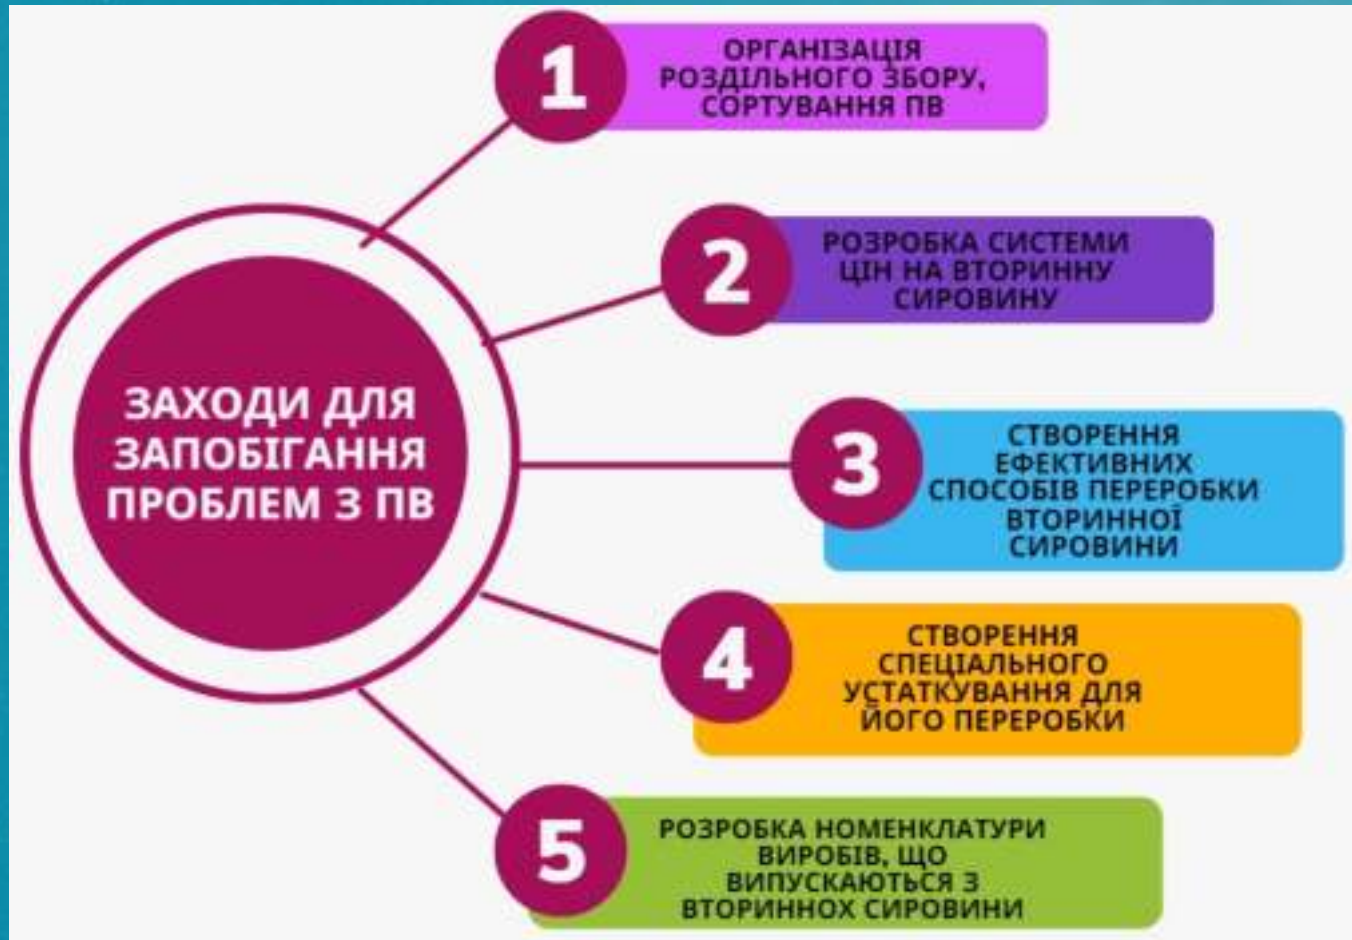 1
ОРГАНІЗАЦІЯ
РОЗДІЛЬНОГО ЗБОРУ,
СОРТУВАННЯ ПВ
2
РОЗРОБКА СИСТЕМИ
ЦІН НА ВТОРИННУ
СИРОВИНУ
ЗАХОДИ ДЛЯ
ЗАПОБІГАННЯ
ПРОБЛЕМ З ПВ
3
СТВОРЕННЯ
ЕФЕКТИВНИХ
СПОСОБІВ ПЕРЕРОБКИ
ВТОРИННОЇ
СИРОВИНИ
4
СТВОРЕННЯ
СПЕЦІАЛЬНОГО
УСТАТКУВАННЯ ДЛЯ
ЙОГО ПЕРЕРОБКИ
5
РОЗРОБКА НОМЕНКЛАТУРИ
ВИРОБІВ, ЩО
ВИПУСКАЮТЬСЯ З
ВТОРИННОХ СИРОВИНИ